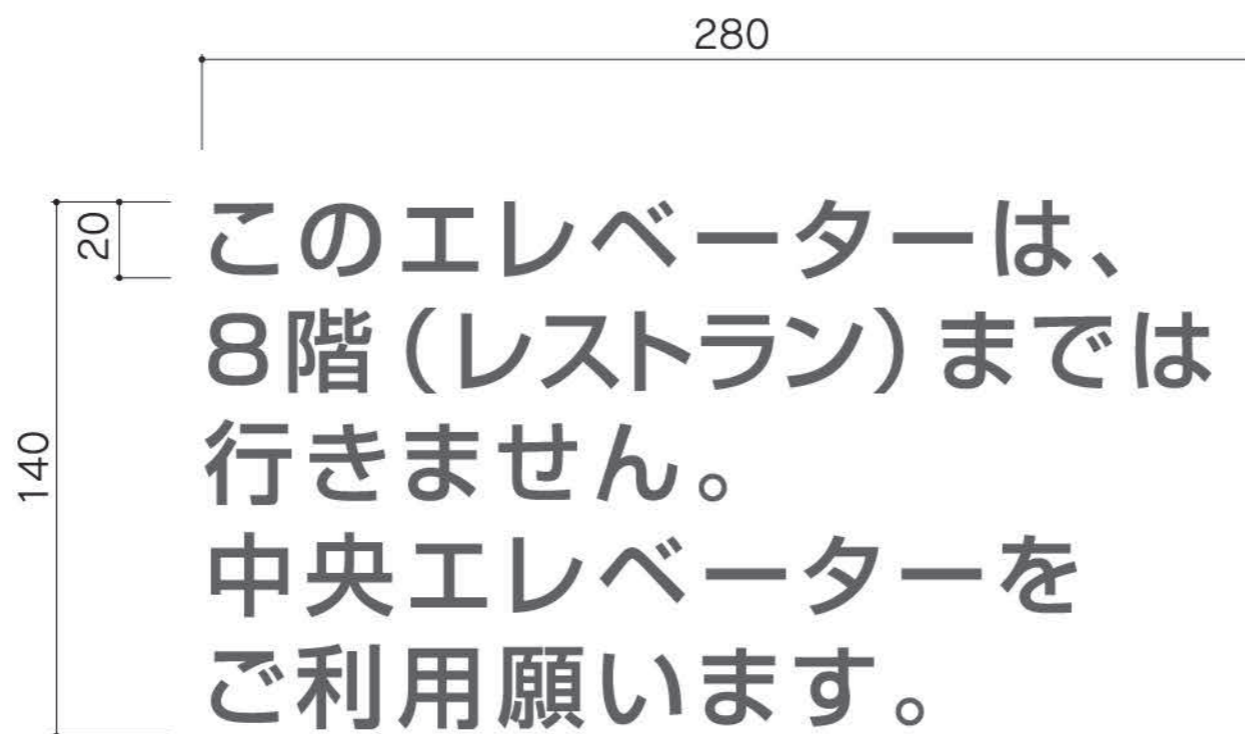 280
20
140
このエレベーターは、
8階（レストラン）までは
行きません。
中央エレベーターを
ご利用願います。